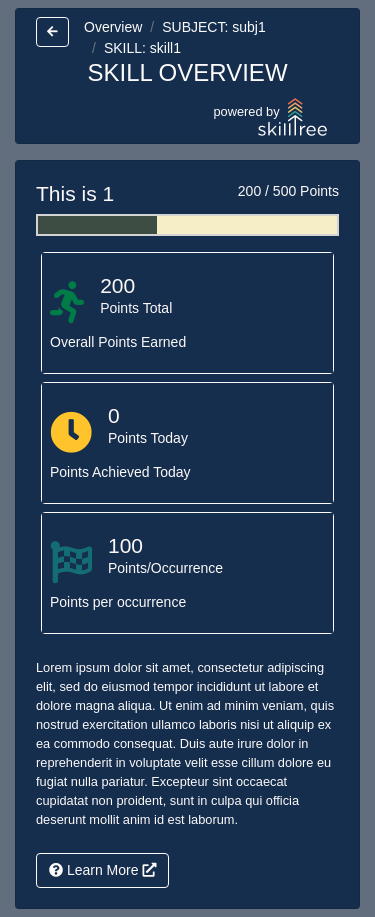 Overview / SUBJECT: subj1
/ SKILL: skill1
SKILL OVERVIEW
powered by
skilltree
This is 1
200 / 500 Points
200
Points Total
Overall Points Earned
0
Points Today
Points Achieved Today
100
Points/Occurrence
Points per occurrence
Lorem ipsum dolor sit amet, consectetur adipiscing
elit, sed do eiusmod tempor incididunt ut labore et
dolore magna aliqua. Ut enim ad minim veniam, quis
nostrud exercitation ullamco laboris nisi ut aliquip ex
ea commodo consequat. Duis aute irure dolor in
reprehenderit in voluptate velit esse cillum dolore eu
fugiat nulla pariatur. Excepteur sint occaecat
cupidatat non proident, sunt in culpa qui officia
deserunt mollit anim id est laborum.
Learn More